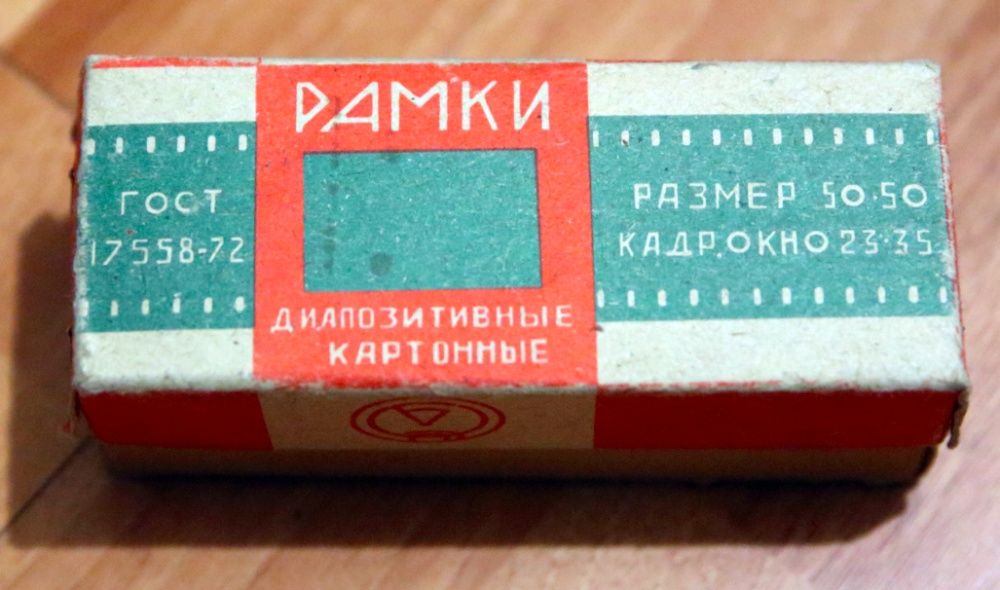 РАМКИ
ГОСТ
17558-72
РАЗМЕР 50·50
КАДР.ОКНО 23·35
ДИАПОЗИТИВНЫЕ
КАРТОННЫЕ